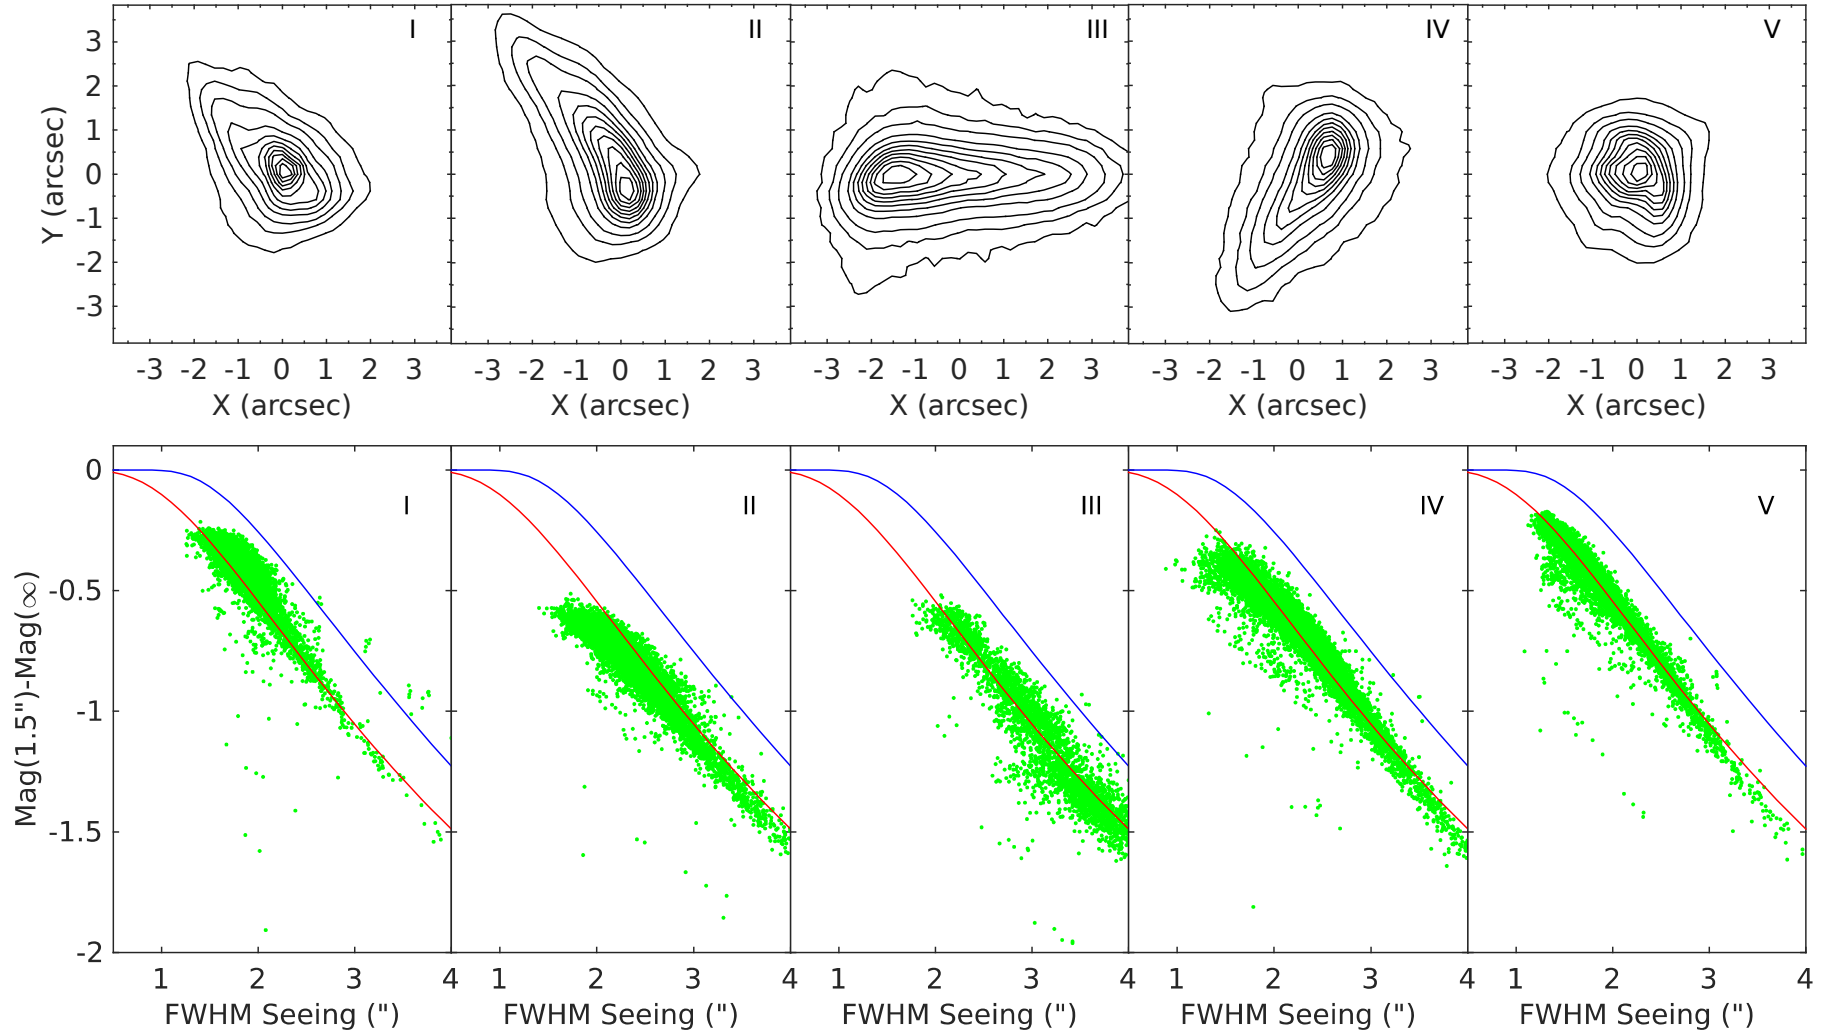 I II III IV V
3
2
1
0
-1
-2
-3
Y (arcsec)
-3 -2 -1 0 1 2 3 -3 -2 -1 0 1 2 3 -3 -2 -1 0 1 2 3 -3 -2 -1 0 1 2 3 -3 -2 -1 0 1 2 3
X (arcsec) X (arcsec) X (arcsec) X (arcsec) X (arcsec)
I II III IV V
0
-0.5
-1
-1.5
-2
Mag(1.5")-Mag(∞)
1 2 3 4 1 2 3 4 1 2 3 4 1 2 3 4 1 2 3 4
FWHM Seeing (") FWHM Seeing (") FWHM Seeing (") FWHM Seeing (") FWHM Seeing (")